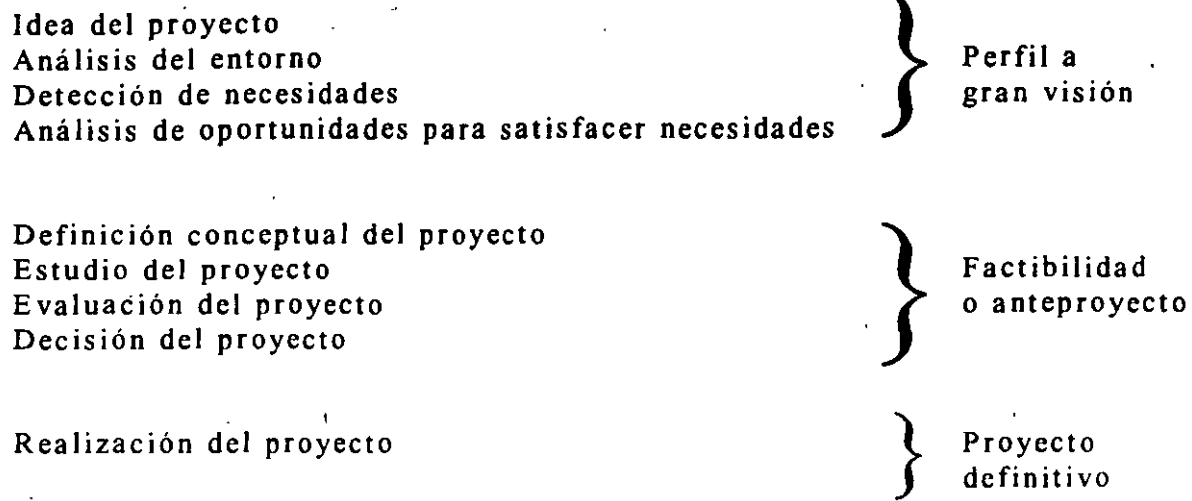 Idea del proyecto
Análisis del entorno
Detección de necesidades
Análisis de oportunidades para satisfacer necesidades
Perfil a
gran visión
Definición conceptual del proyecto
Estudio del proyecto
Evaluación del proyecto
Decisión del proyecto
Factibilidad
o anteproyecto
Realización del proyecto
Proyecto
definitivo